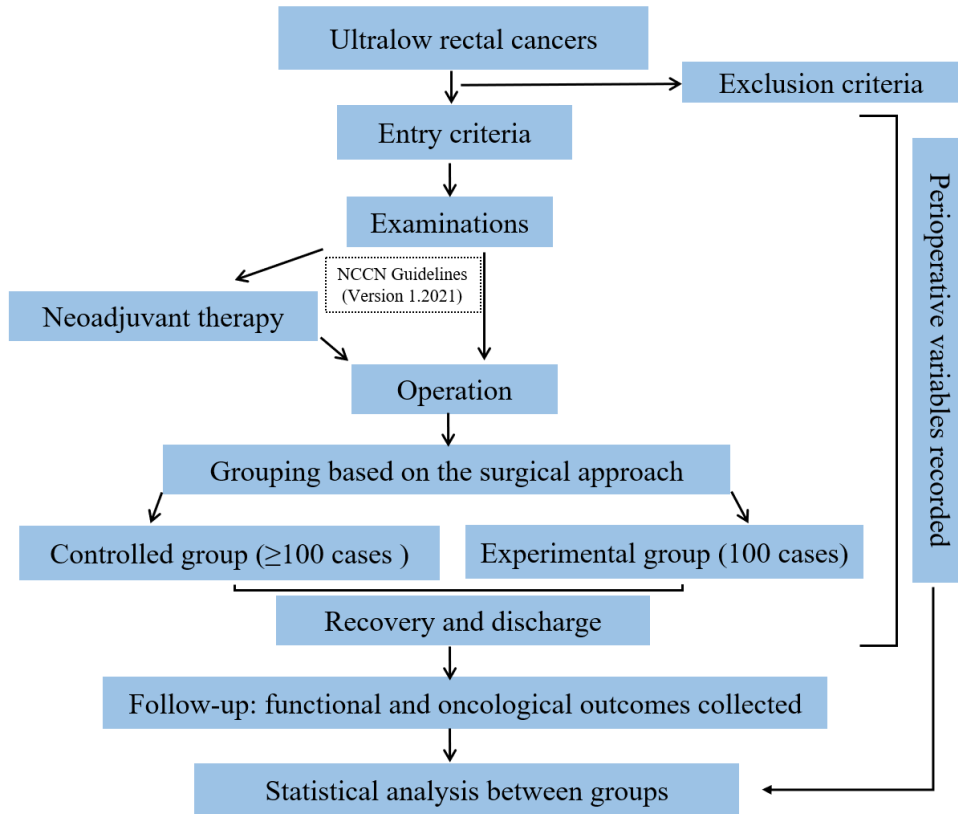 Ultralow rectal cancers
Exclusion criteria
Entry criteria
Examinations
NCCN Guidelines
(Version 1.2021)
Neoadjuvant therapy
Operation
Grouping based on the surgical approach
Controlled group (≥100 cases )
Experimental group (100 cases)
Recovery and discharge
Perioperative variables recorded
Follow-up: functional and oncological outcomes collected
Statistical analysis between groups